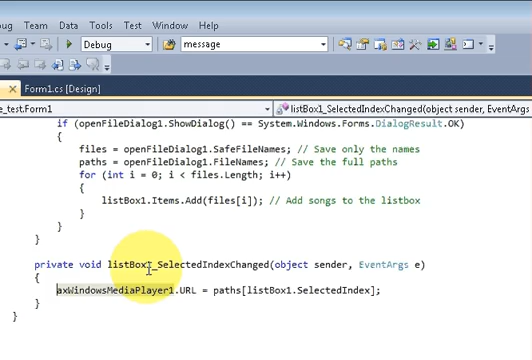 bug Team Data Tools Test Window Help
Debug message
Form1.cs [Design]
e_test.Form1 listBox1_SelectedIndexChanged(object sender, EventArgs
if (openFileDialog1.ShowDialog() == System.Windows.Forms.DialogResult.OK)
{
files = openFileDialog1.SafeFileNames; // Save only the names
paths = openFileDialog1.FileNames; // Save the full paths
for (int i = 0; i < files.Length; i++)
{
listBox1.Items.Add(files[i]); // Add songs to the listbox
}
}
}
private void listBox1_SelectedIndexChanged(object sender, EventArgs e)
{
axWindowsMediaPlayer1.URL = paths[listBox1.SelectedIndex];
}
}